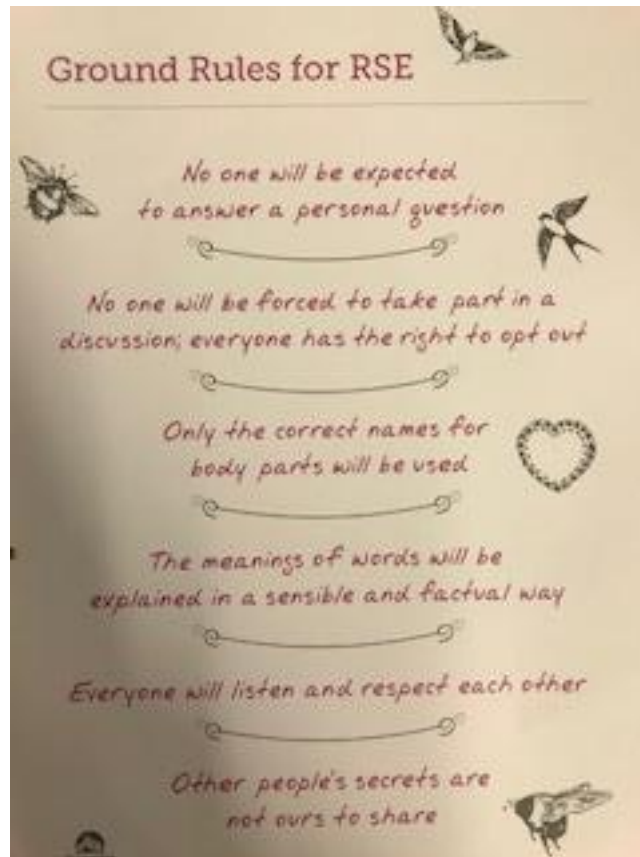 Ground Rules for RSE
No one will be expected
to answer a personal question
No one will be forced to take part in a
discussion; everyone has the right to opt out
Only the correct names for
body parts will be used
The meanings of words will be
explained in a sensible and factual way
Everyone will listen and respect each other
Other people's secrets are
not ours to share